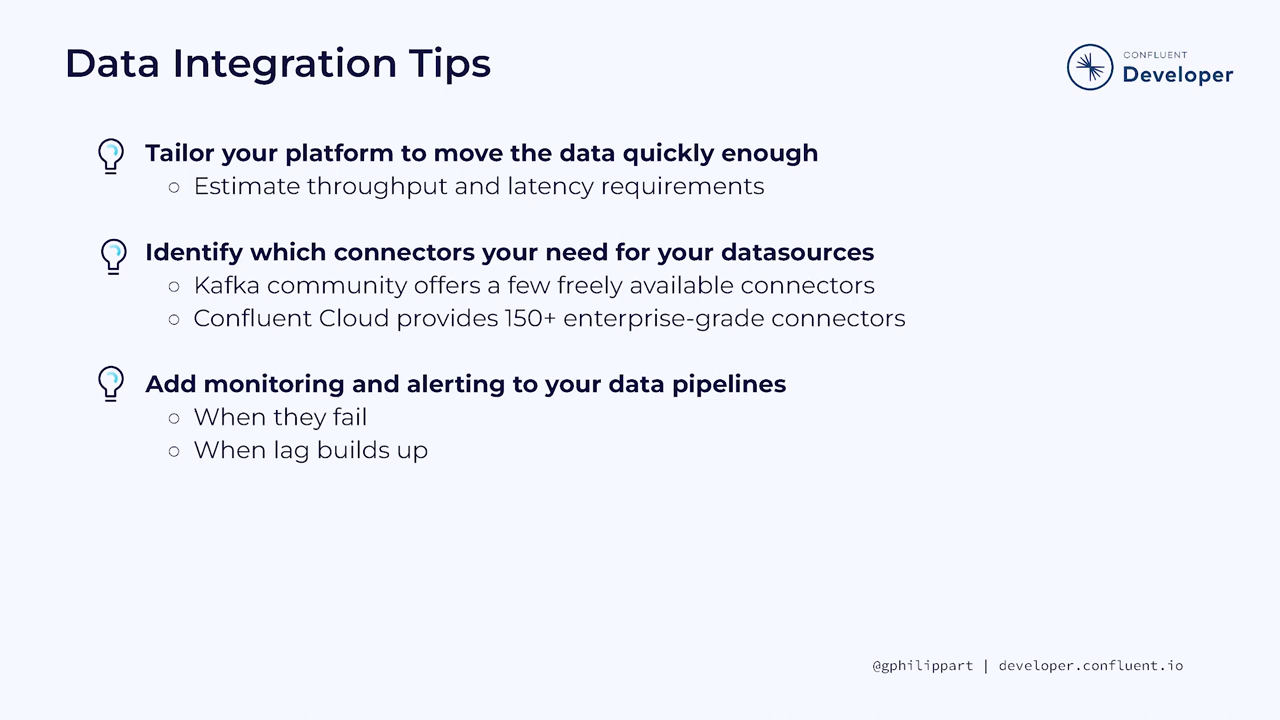 Data Integration Tips
CONFLUENT
Developer
Tailor your platform to move the data quickly enough
○ Estimate throughput and latency requirements
Identify which connectors your need for your datasources
○ Kafka community offers a few freely available connectors
○ Confluent Cloud provides 150+ enterprise-grade connectors
Add monitoring and alerting to your data pipelines
○ When they fail
○ When lag builds up
@gphilippart | developer.confluent.io